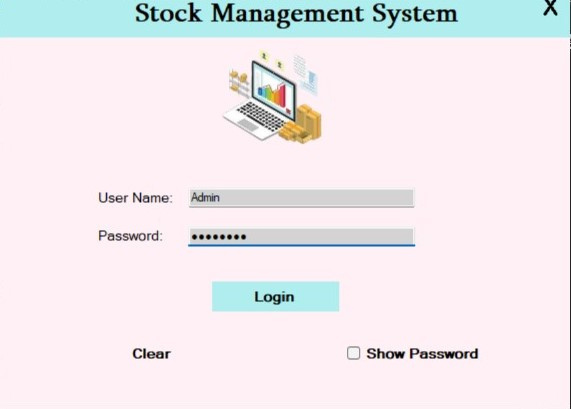 Stock Management System X
User Name: Admin
Password: ●●●●●●●●
Login
Clear Show Password